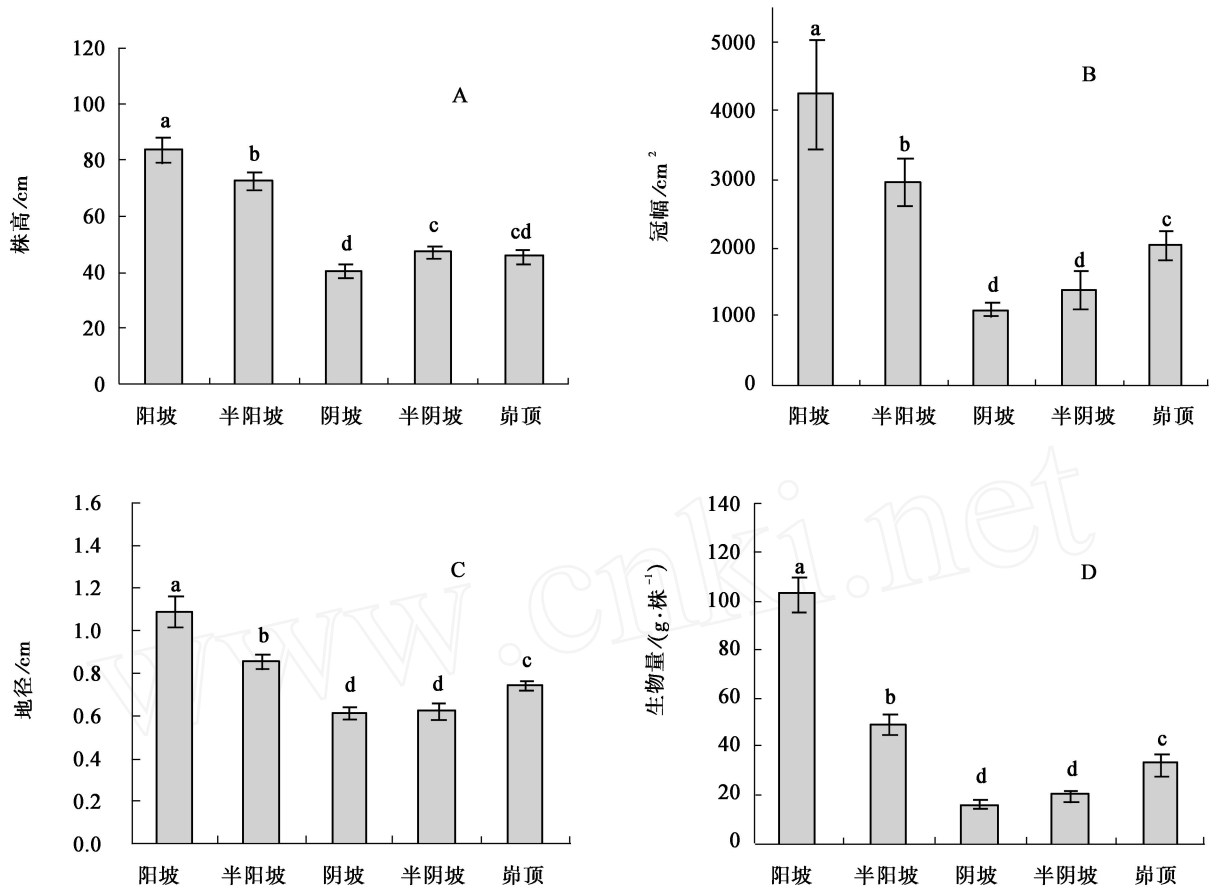 120
100
80
60
40
20
0
株高/cm
A
a
b
d
c
cd
阳坡 半阳坡 阴坡 半阴坡 峁顶
5000
4000
3000
2000
1000
0
冠幅/cm²
B
a
b
d
d
c
阳坡 半阳坡 阴坡 半阴坡 峁顶
1.6
1.4
1.2
1.0
0.8
0.6
0.4
0.2
0.0
地径/cm
C
a
b
d
d
c
阳坡 半阳坡 阴坡 半阴坡 峁顶
140
120
100
80
60
40
20
0
生物量/(g·株⁻¹)
D
a
b
d
d
c
阳坡 半阳坡 阴坡 半阴坡 峁顶
www.cnki.net